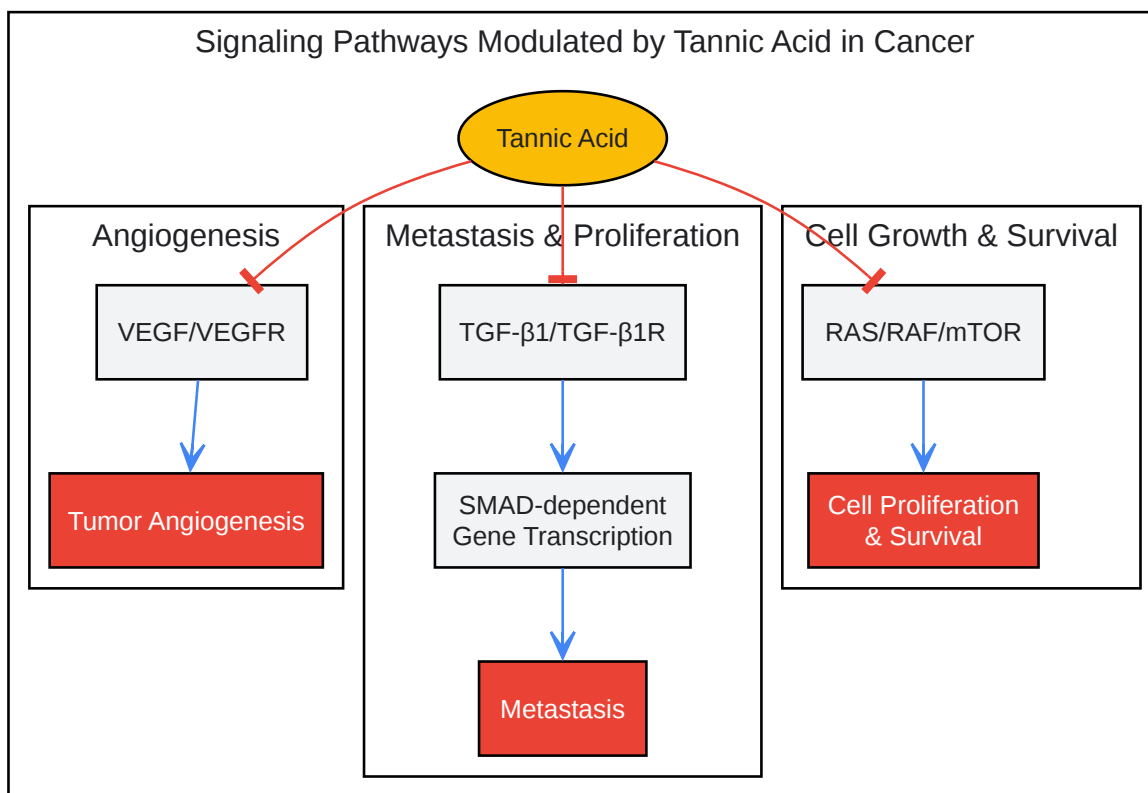 Signaling Pathways Modulated by Tannic Acid in Cancer
Tannic Acid
Angiogenesis
VEGF/VEGFR
Tumor Angiogenesis
Metastasis & Proliferation
TGF-β1/TGF-β1R
SMAD-dependent
Gene Transcription
Metastasis
Cell Growth & Survival
RAS/RAF/mTOR
Cell Proliferation
& Survival